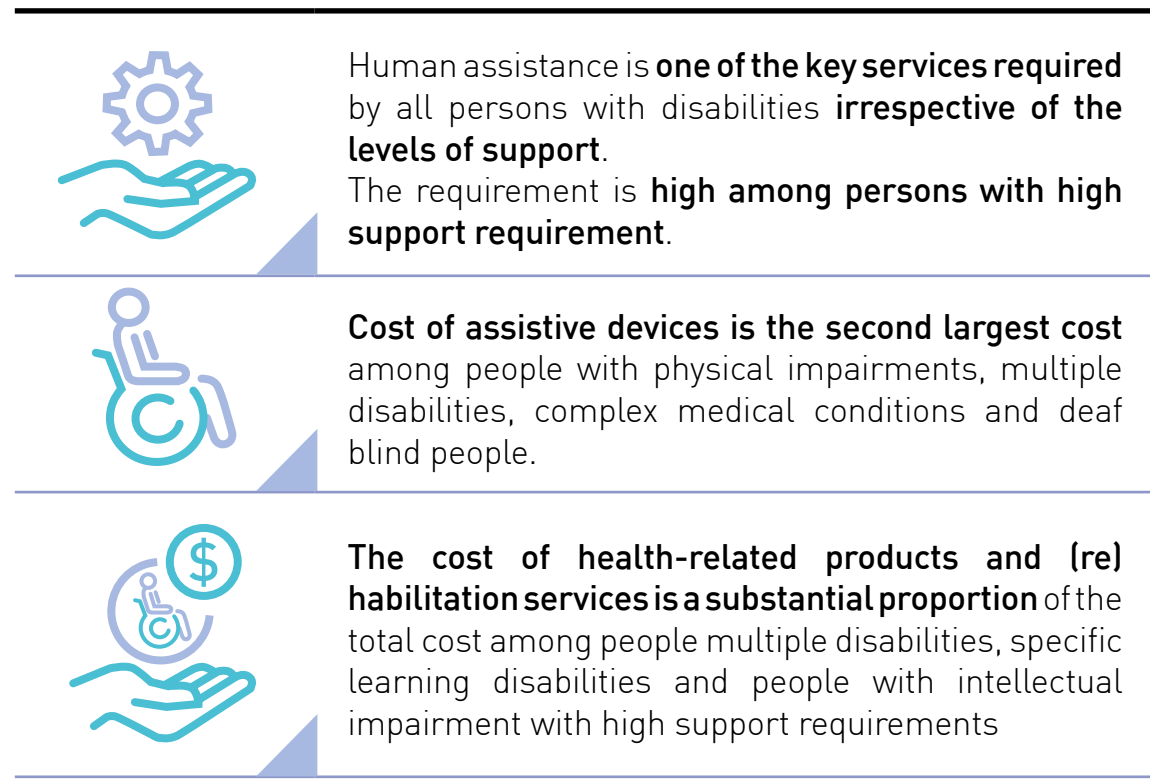 Human assistance is one of the key services required
by all persons with disabilities irrespective of the
levels of support.
The requirement is high among persons with high
support requirement.
Cost of assistive devices is the second largest cost
among people with physical impairments, multiple
disabilities, complex medical conditions and deaf
blind people.
$
The cost of health-related products and (re)
habilitation services is a substantial proportion of the
total cost among people multiple disabilities, specific
learning disabilities and people with intellectual
impairment with high support requirements